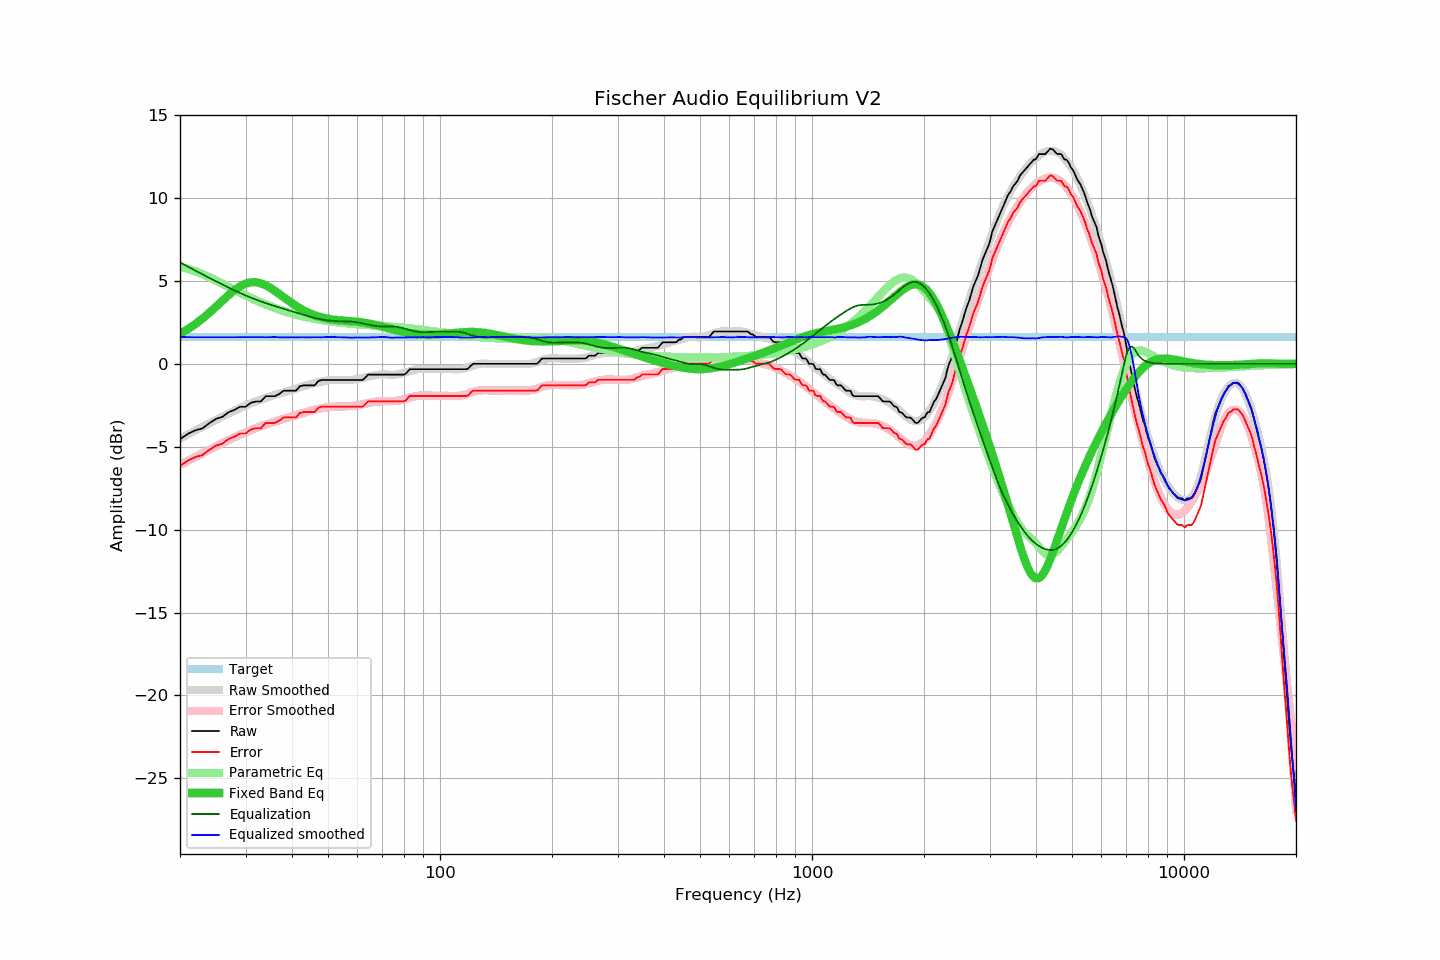 Fischer Audio Equilibrium V2
15
10
5
0
−5
−10
−15
−20
−25
Amplitude (dBr)
Target
Raw Smoothed
Error Smoothed
Raw
Error
Parametric Eq
Fixed Band Eq
Equalization
Equalized smoothed
100
1000
10000
Frequency (Hz)